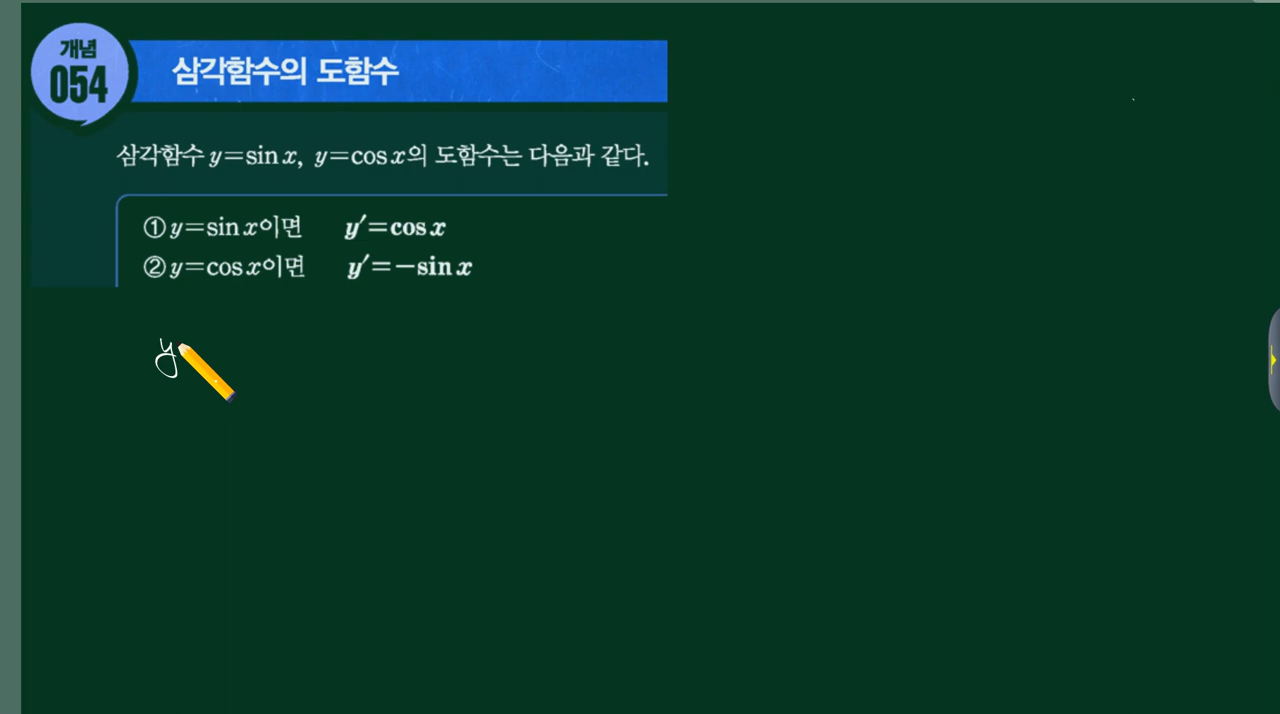 개념
054
삼각함수의 도함수
삼각함수 y=sin x, y=cos x의 도함수는 다음과 같다.
① y=sin x이면 y′=cos x
② y=cos x이면 y′=−sin x
y